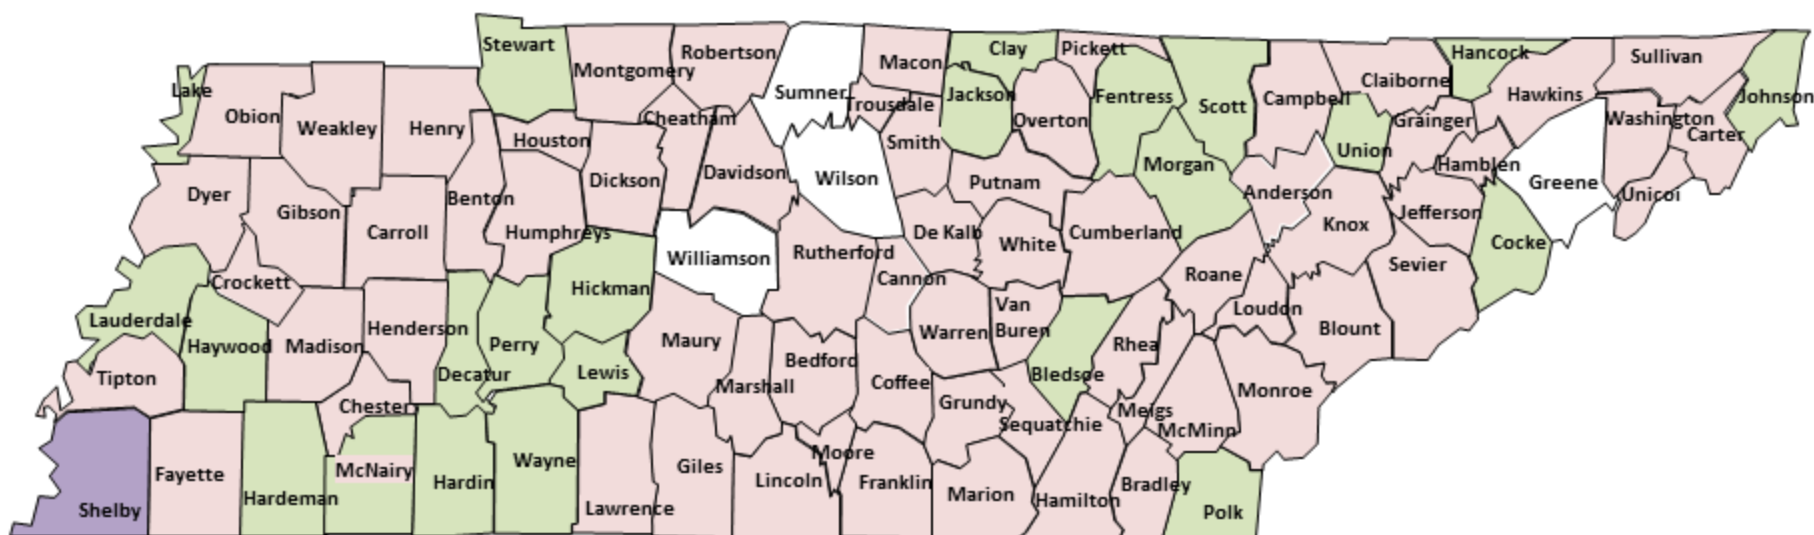 Stewart
Robertson
Clay
Pickett
Hancock
Sullivan
Montgomery
Macon
Claiborne
Lake
Sumner
Jackson
Fentress
Scott
Campbell
Hawkins
Johnson
Trousdale
Obion
Weakley
Henry
Cheatham
Overton
Grainger
Washington
Houston
Smith
Carter
Union
Dyer
Gibson
Benton
Dickson
Davidson
Wilson
Putnam
Morgan
Anderson
Hamblen
Greene
Unicoi
Carroll
Humphreys
De Kalb
White
Cumberland
Knox
Jefferson
Cocke
Williamson
Rutherford
Crockett
Hickman
Cannon
Roane
Sevier
Lauderdale
Henderson
Van
Buren
Loudon
Haywood
Madison
Perry
Maury
Warren
Rhea
Blount
Tipton
Decatur
Lewis
Marshall
Bedford
Coffee
Bledsoe
Monroe
Chester
Grundy
Meigs
Sequatchie
McMinn
Fayette
McNairy
Wayne
Giles
Moore
Shelby
Hardeman
Hardin
Lawrence
Lincoln
Franklin
Marion
Hamilton
Bradley
Polk